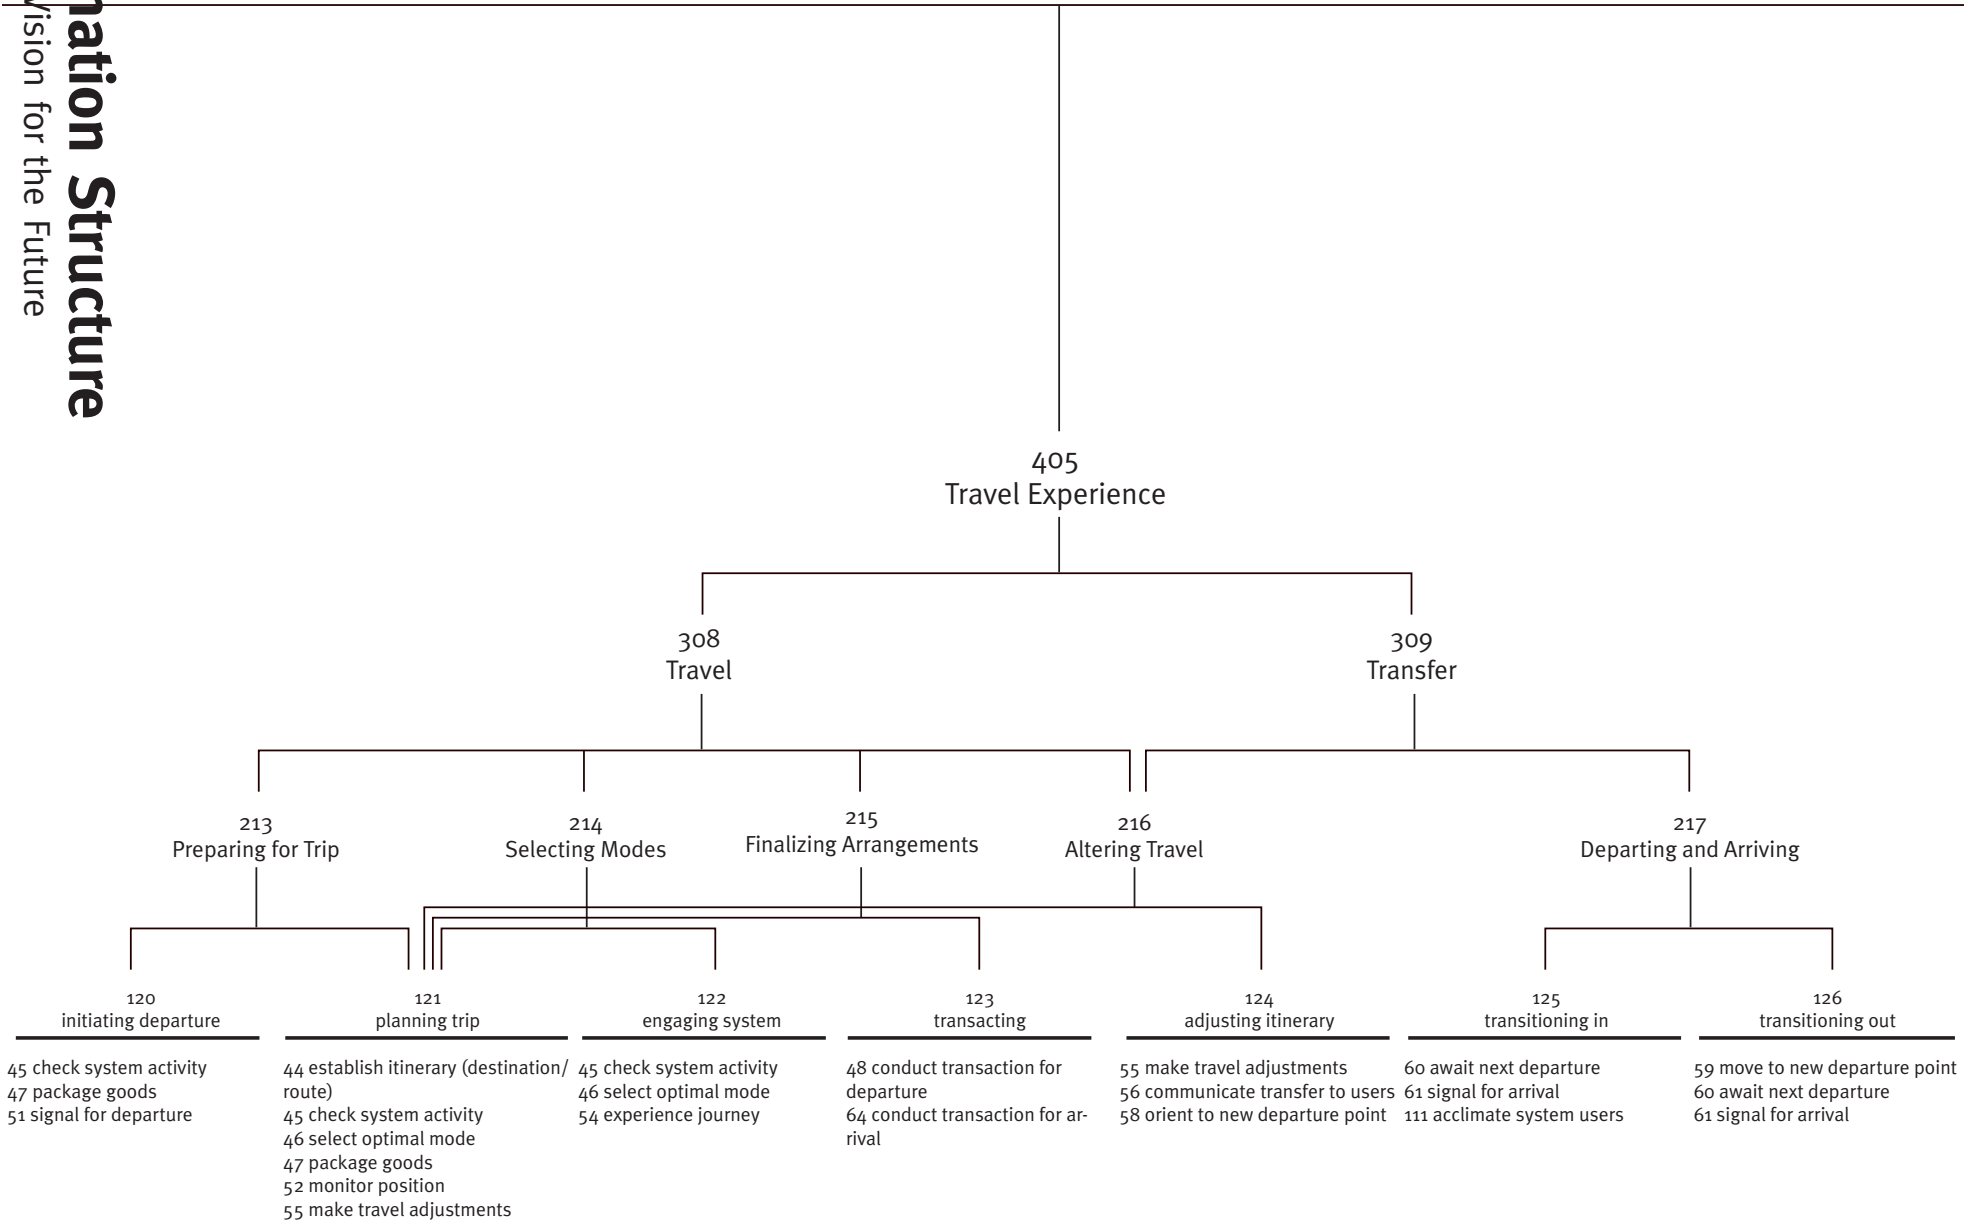 Structure
Vision for the Future
405
Travel Experience
308
Travel
309
Transfer
213
Preparing for Trip
214
Selecting Modes
215
Finalizing Arrangements
216
Altering Travel
217
Departing and Arriving
120
initiating departure
45 check system activity
47 package goods
51 signal for departure
121
planning trip
44 establish itinerary (destination/
route)
45 check system activity
46 select optimal mode
47 package goods
52 monitor position
55 make travel adjustments
122
engaging system
45 check system activity
46 select optimal mode
54 experience journey
123
transacting
48 conduct transaction for
departure
64 conduct transaction for ar-
rival
124
adjusting itinerary
55 make travel adjustments
56 communicate transfer to users
58 orient to new departure point
125
transitioning in
60 await next departure
61 signal for arrival
111 acclimate system users
126
transitioning out
59 move to new departure point
60 await next departure
61 signal for arrival